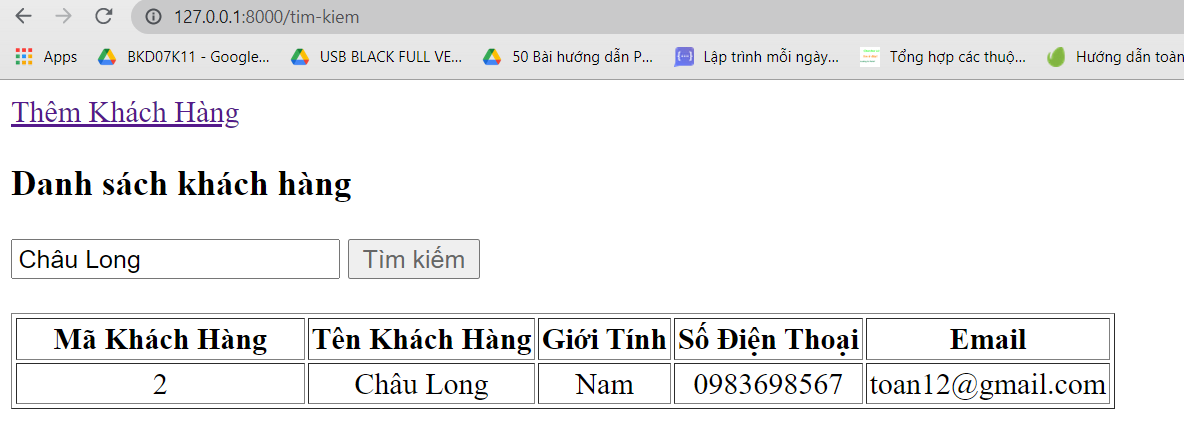 127.0.0.1:8000/tim-kiem
Apps BKD07K11 - Google... USB BLACK FULL VE... 50 Bài hướng dẫn P... Lập trình mỗi ngày... Tổng hợp các thuộ... Hướng dẫn toàn
Thêm Khách Hàng
Danh sách khách hàng
Châu Long Tìm kiếm
Mã Khách Hàng Tên Khách Hàng Giới Tính Số Điện Thoại Email
2 Châu Long Nam 0983698567 toan12@gmail.com